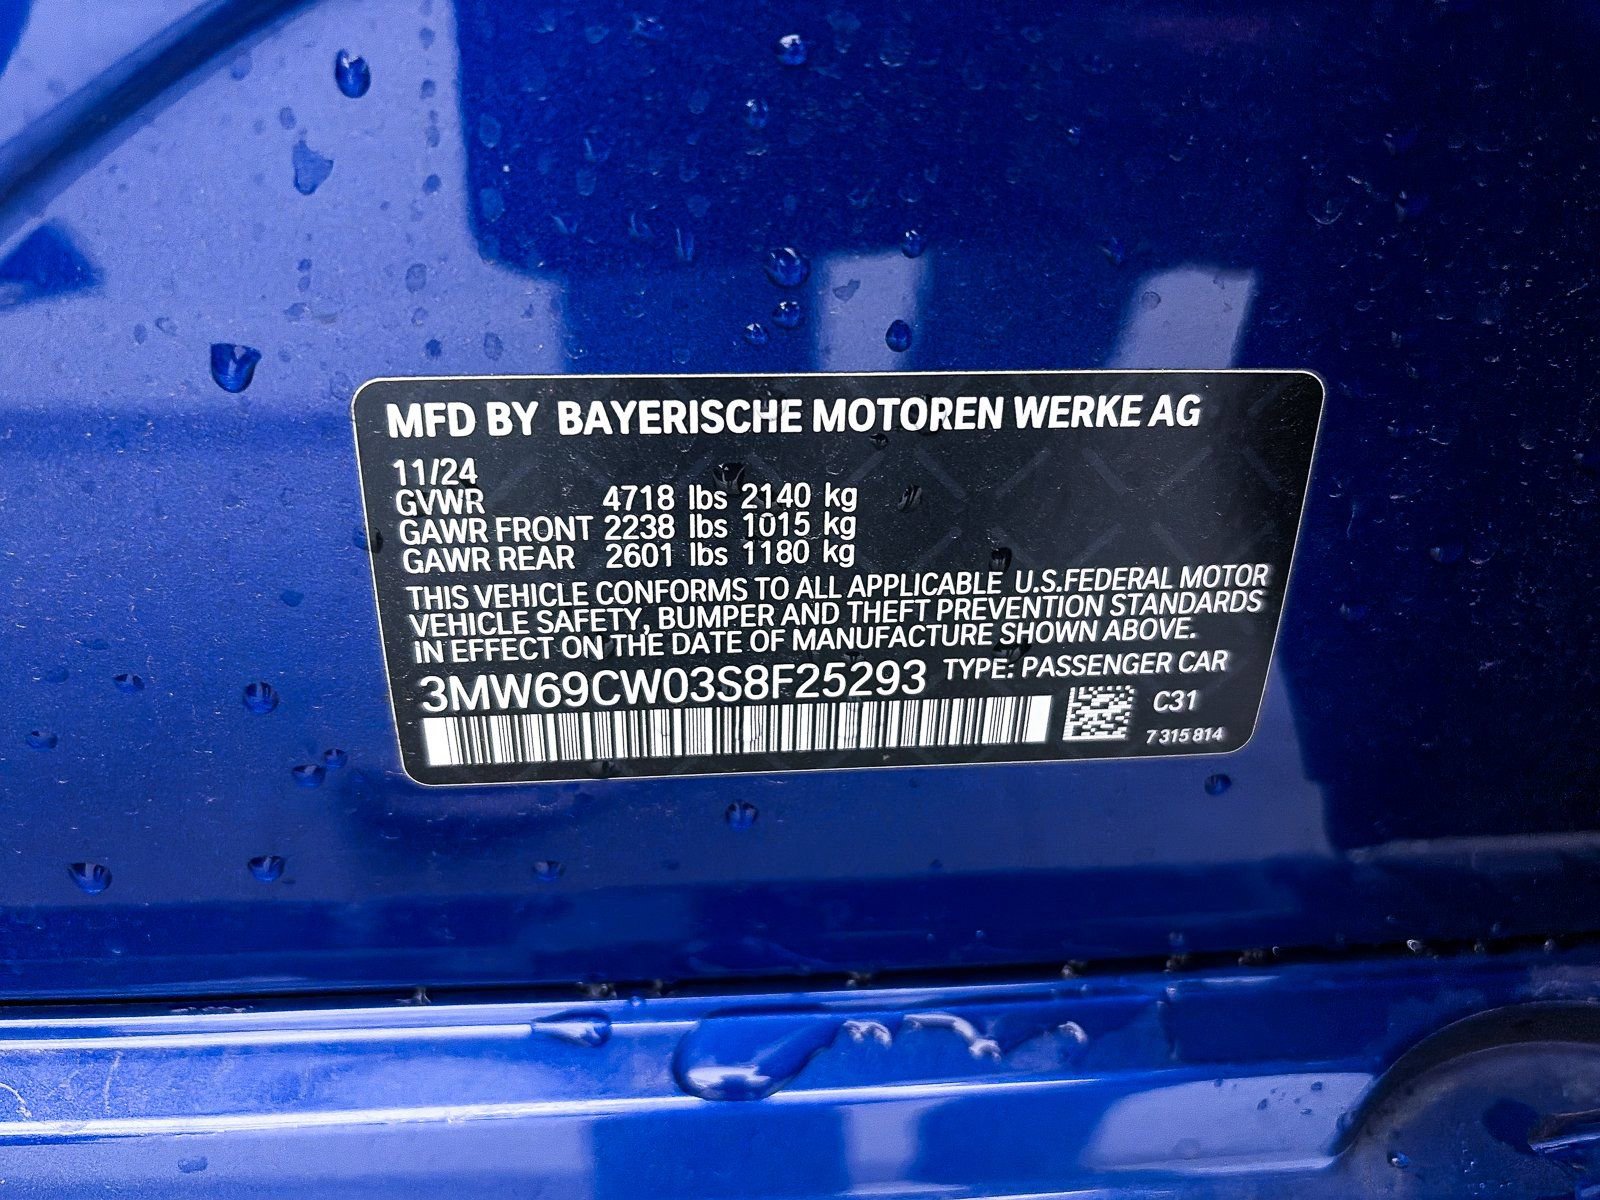 MFD BY BAYERISCHE MOTOREN WERKE AG
11/24
GVWR 4718 lbs 2140 kg
GAWR FRONT 2238 lbs 1015 kg
GAWR REAR 2601 lbs 1180 kg
THIS VEHICLE CONFORMS TO ALL APPLICABLE U.S.FEDERAL MOTOR
VEHICLE SAFETY, BUMPER AND THEFT PREVENTION STANDARDS
IN EFFECT ON THE DATE OF MANUFACTURE SHOWN ABOVE.
3MW69CW03S8F25293 TYPE: PASSENGER CAR
C31
7 315 814